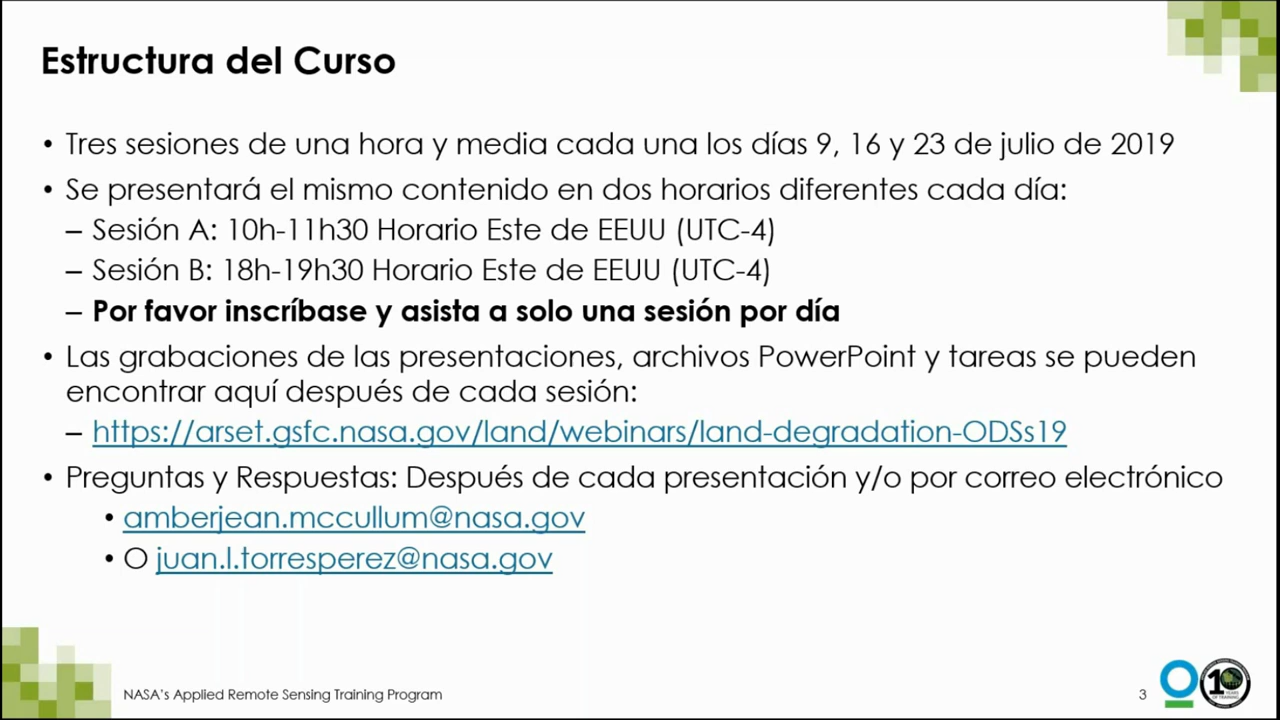 Estructura del Curso
• Tres sesiones de una hora y media cada una los días 9, 16 y 23 de julio de 2019
• Se presentará el mismo contenido en dos horarios diferentes cada día:
– Sesión A: 10h-11h30 Horario Este de EEUU (UTC-4)
– Sesión B: 18h-19h30 Horario Este de EEUU (UTC-4)
– Por favor inscríbase y asista a solo una sesión por día
• Las grabaciones de las presentaciones, archivos PowerPoint y tareas se pueden
encontrar aquí después de cada sesión:
– https://arset.gsfc.nasa.gov/land/webinars/land-degradation-ODSs19
• Preguntas y Respuestas: Después de cada presentación y/o por correo electrónico
• amberjean.mccullum@nasa.gov
• O juan.l.torresperez@nasa.gov
NASA's Applied Remote Sensing Training Program
3
10